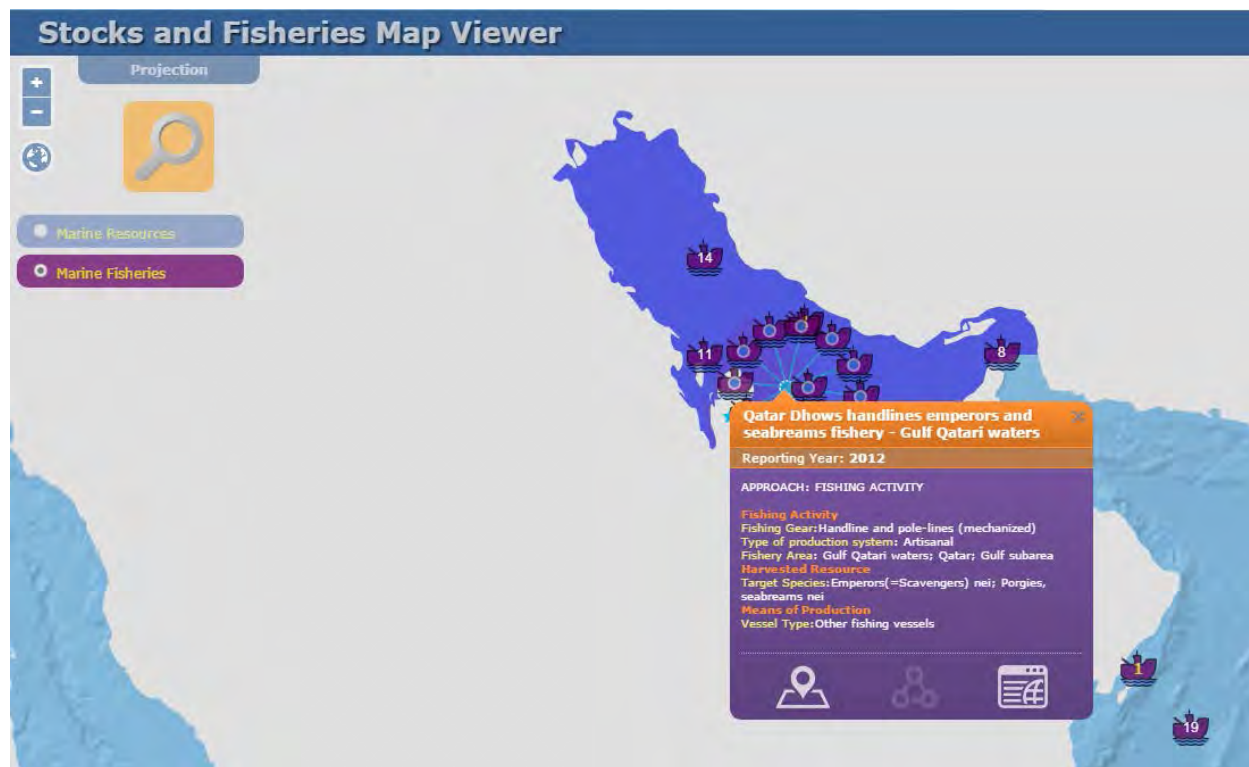 Stocks and Fisheries Map Viewer
+
Projection
-
Marine Resources
Marine Fisheries
14
11
8
Qatar Dhows handlines emperors and
seabreams fishery - Gulf Qatari waters
Reporting Year: 2012
APPROACH: FISHING ACTIVITY
Fishing Activity
Fishing Gear:Handline and pole-lines (mechanized)
Type of production system: Artisanal
Fishery Area: Gulf Qatari waters; Qatar; Gulf subarea
Harvested Resource
Target Species:Emperors(=Scavengers) nei; Porgies,
seabreams nei
Means of Production
Vessel Type:Other fishing vessels
1
19